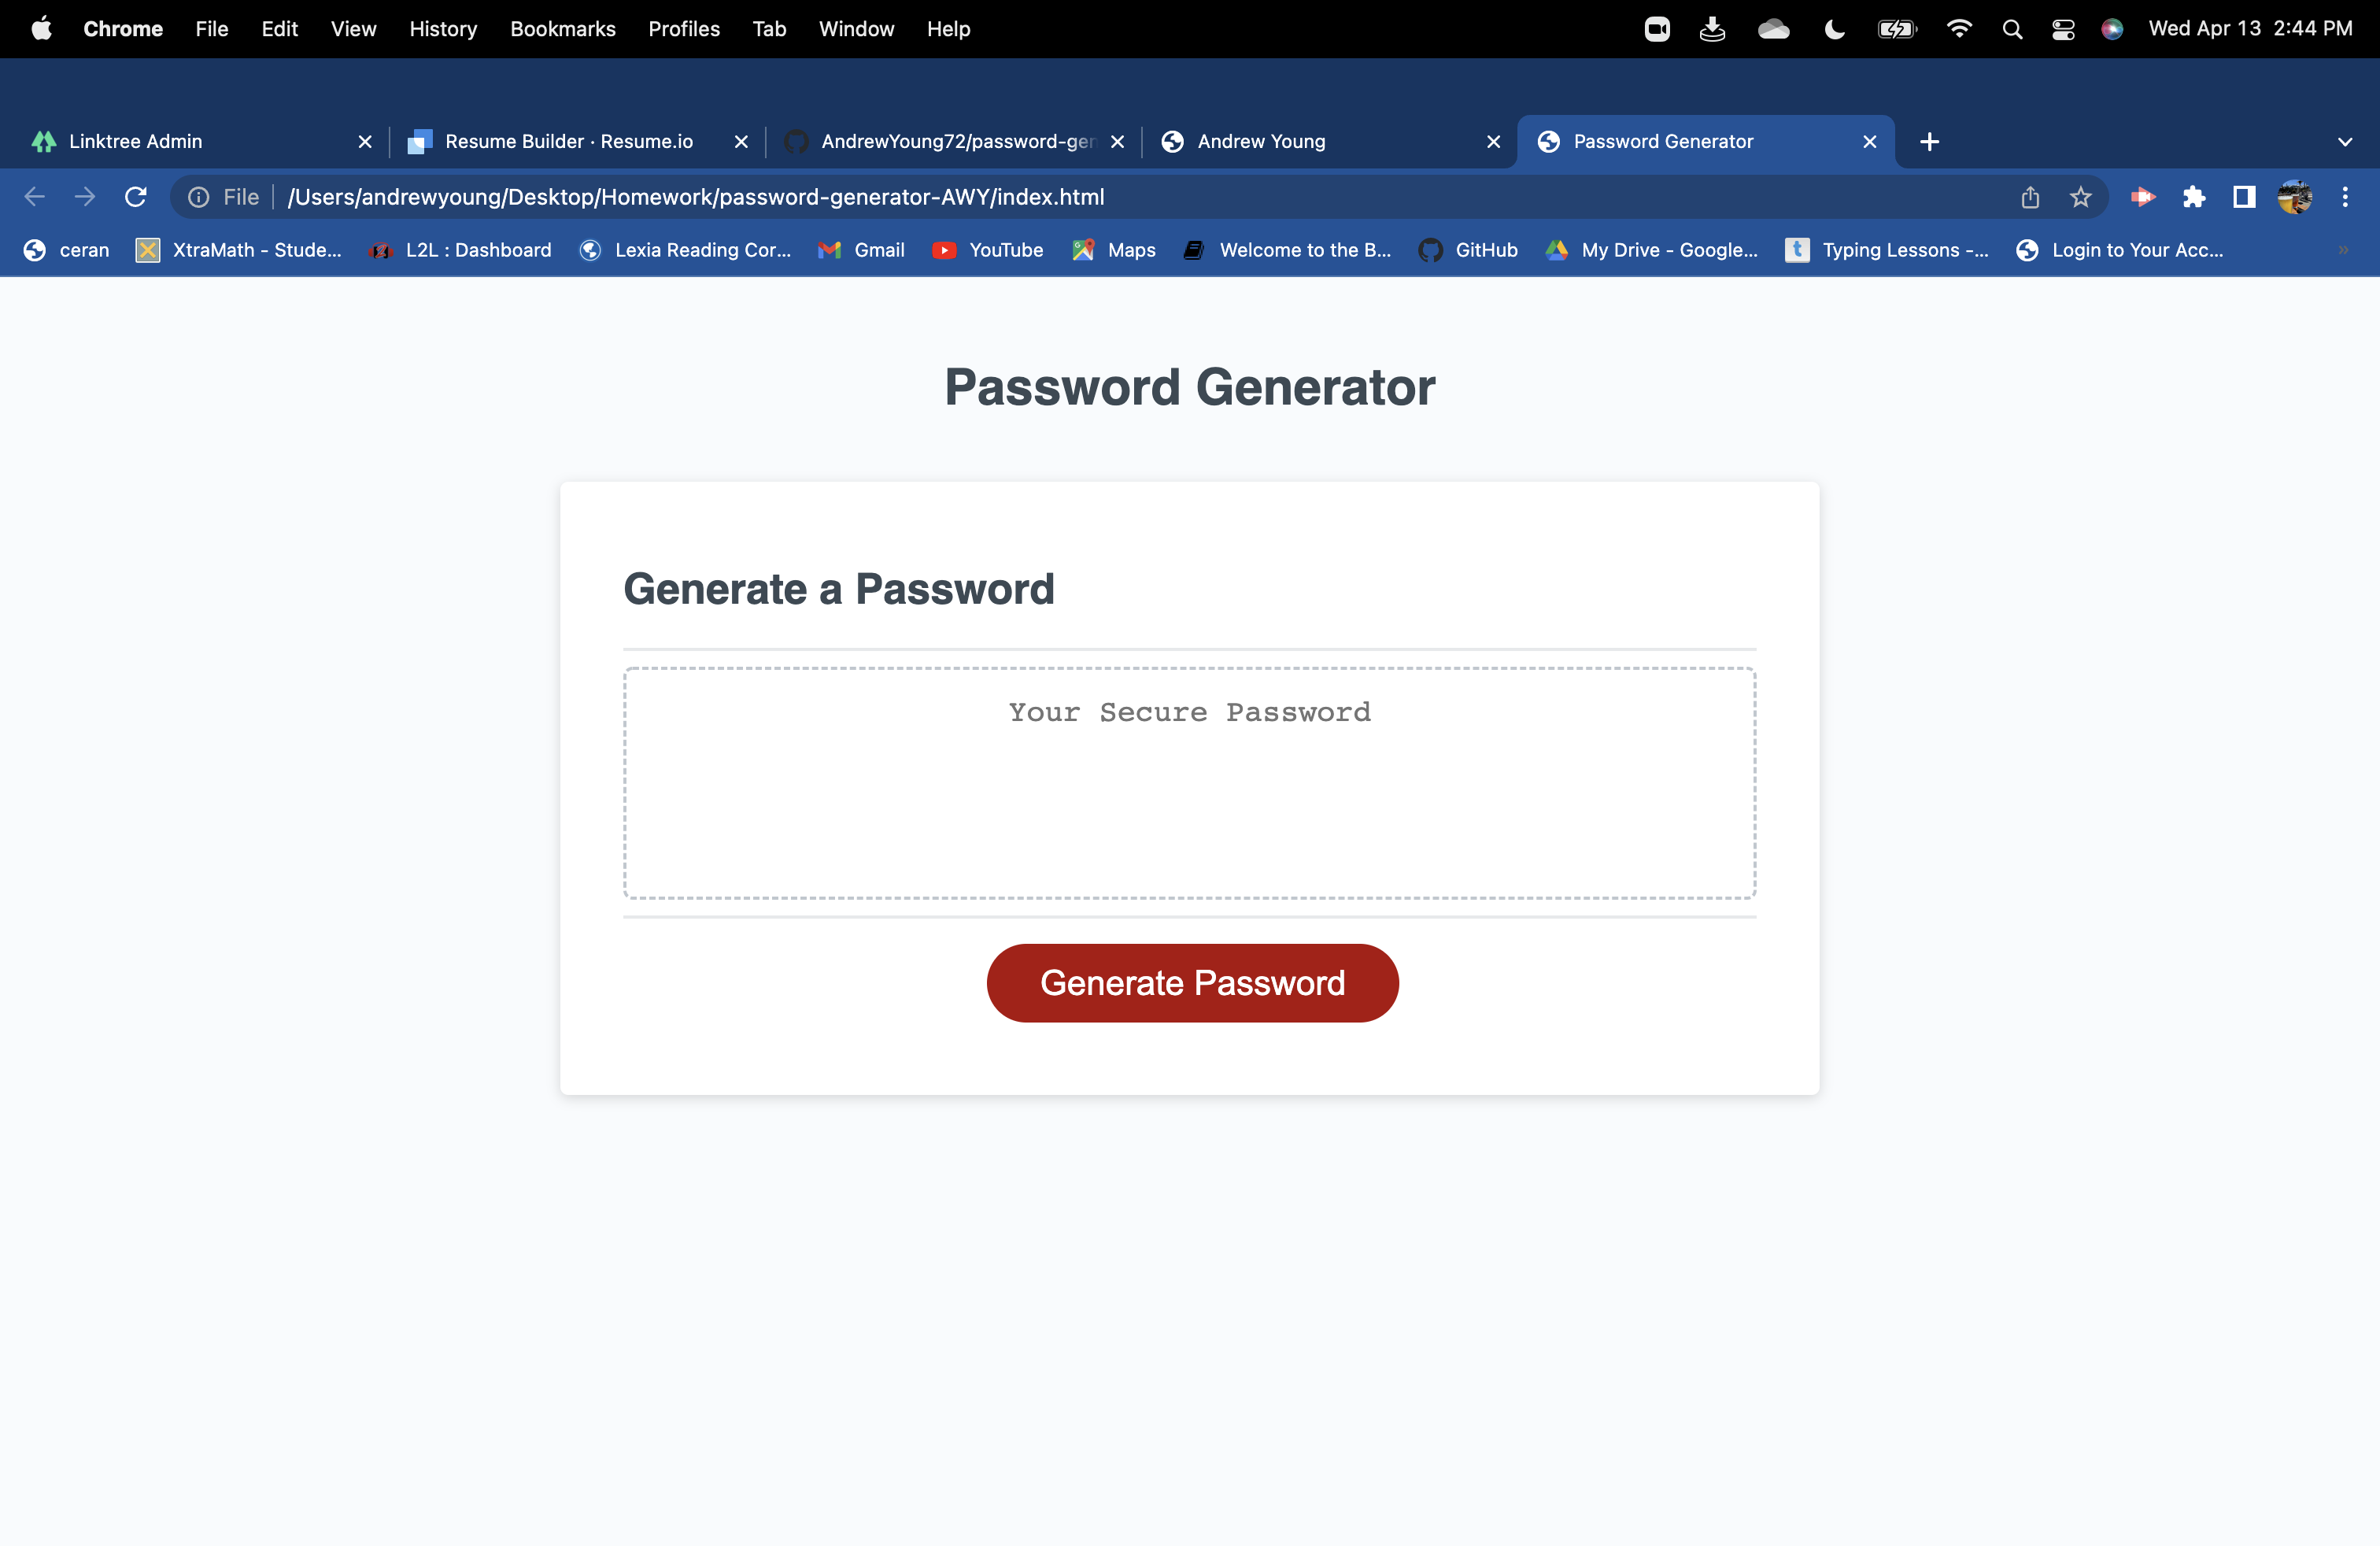 Chrome File Edit View History Bookmarks Profiles Tab Window Help Wed Apr 13 2:44 PM
Linktree Admin Resume Builder · Resume.io AndrewYoung72/password-gen Andrew Young Password Generator
File /Users/andrewyoung/Desktop/Homework/password-generator-AWY/index.html
ceran XtraMath - Stude... L2L : Dashboard Lexia Reading Cor... Gmail YouTube Maps Welcome to the B... GitHub My Drive - Google... Typing Lessons -... Login to Your Acc... »
Password Generator
Generate a Password
Your Secure Password
Generate Password